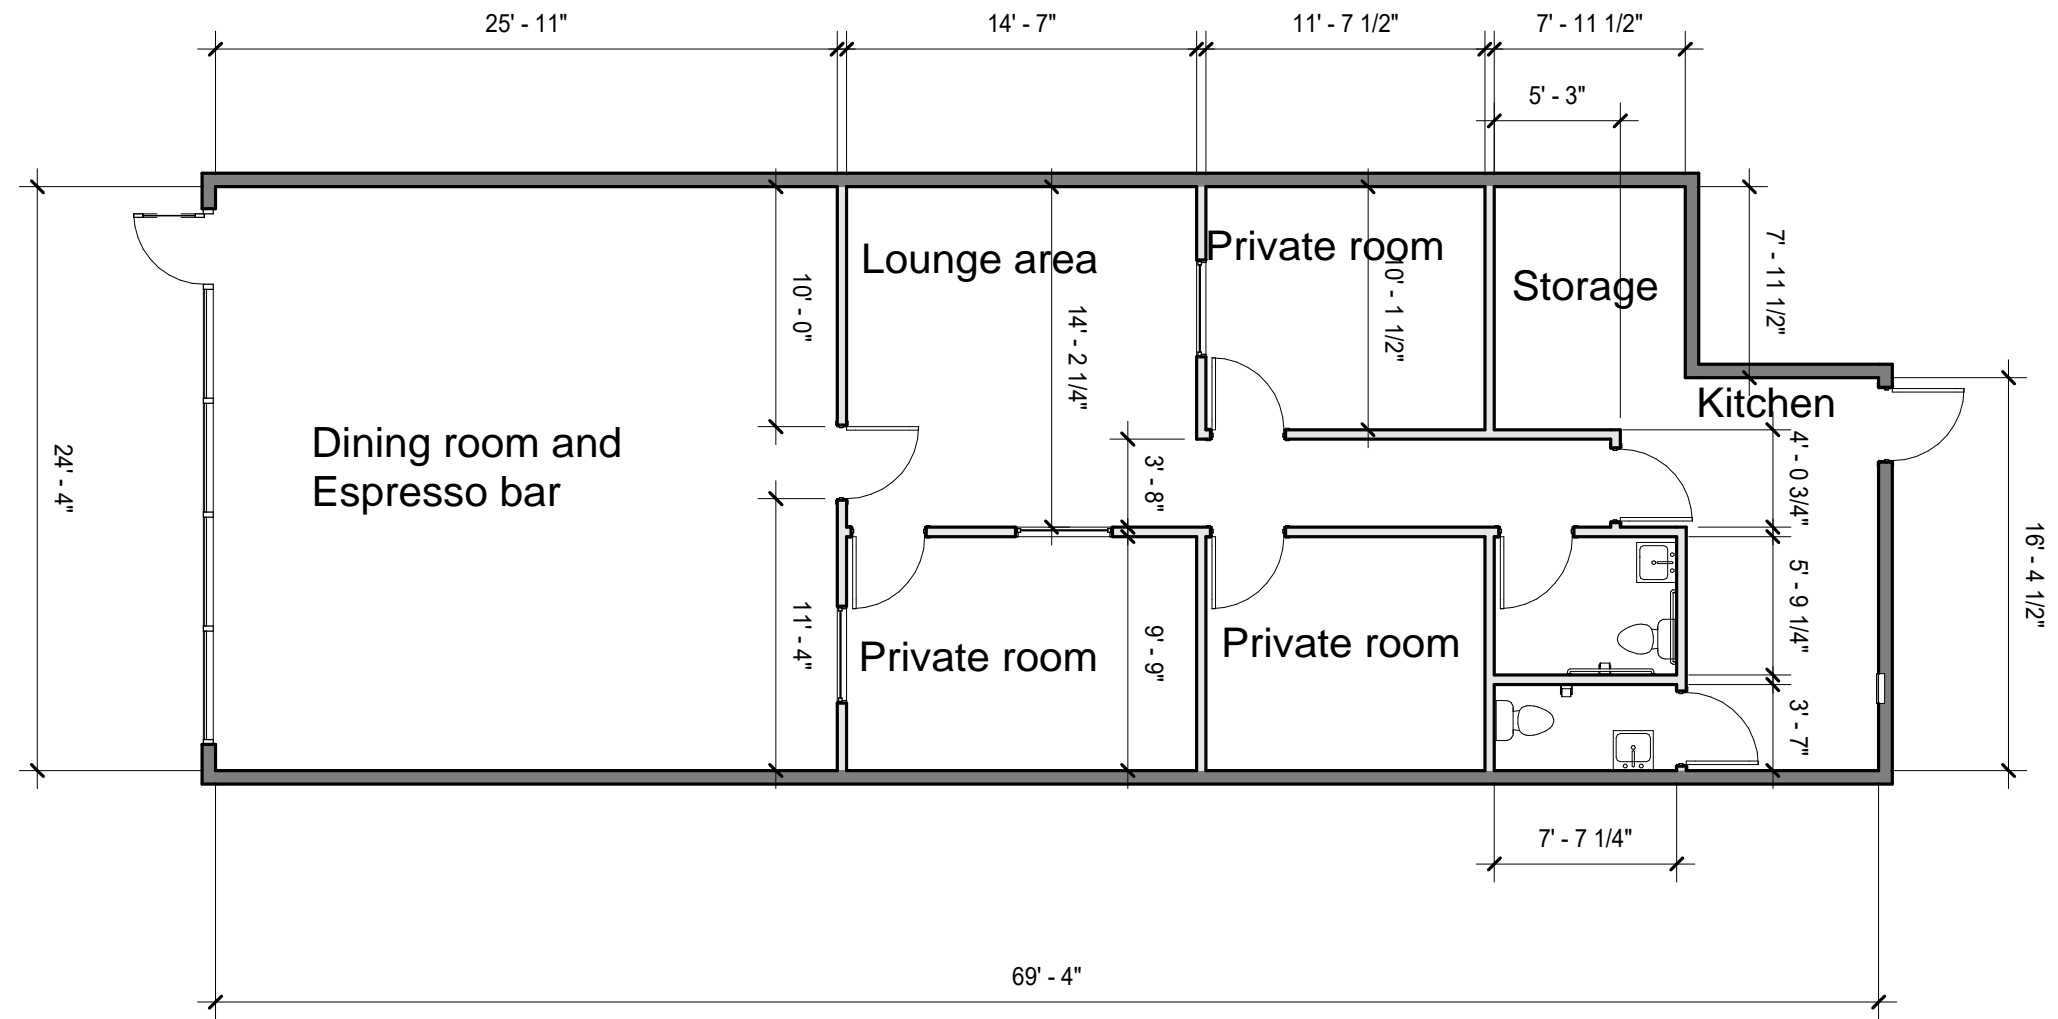 25' - 11"
14' - 7"
11' - 7 1/2"
7' - 11 1/2"
5' - 3"
Lounge area
Private room
Storage
7' - 11 1/2"
10' - 0"
14' - 2 1/4"
10' - 1 1/2"
Kitchen
Dining room and
Espresso bar
24' - 4"
3' - 8"
4' - 0 3/4"
16' - 4 1/2"
5' - 9 1/4"
11' - 4"
Private room
9' - 9"
Private room
3' - 7"
7' - 7 1/4"
69' - 4"